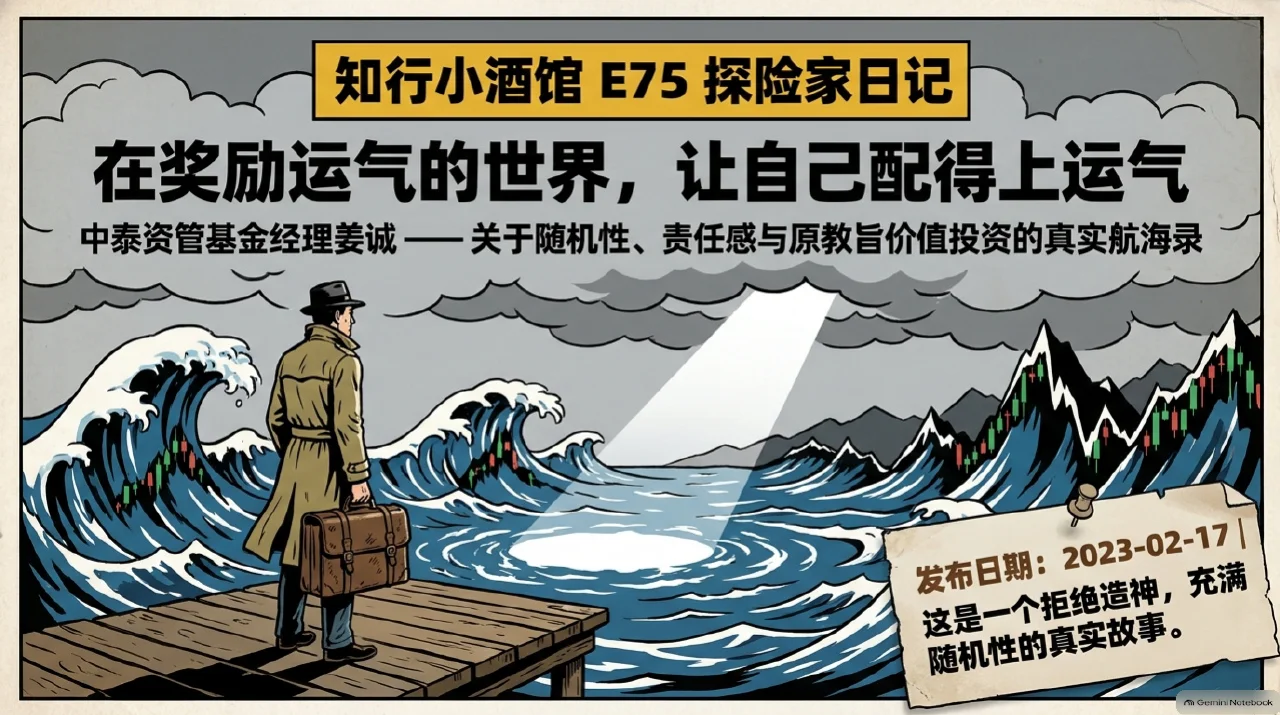 知行小酒馆 E75 探险家日记
在奖励运气的世界，让自己配得上运气
中泰资管基金经理姜诚 —— 关于随机性、责任感与原教旨价值投资的真实航海录
发布日期：2023-02-17 |
这是一个拒绝造神，充满
随机性的真实故事。
Gemini Notebook